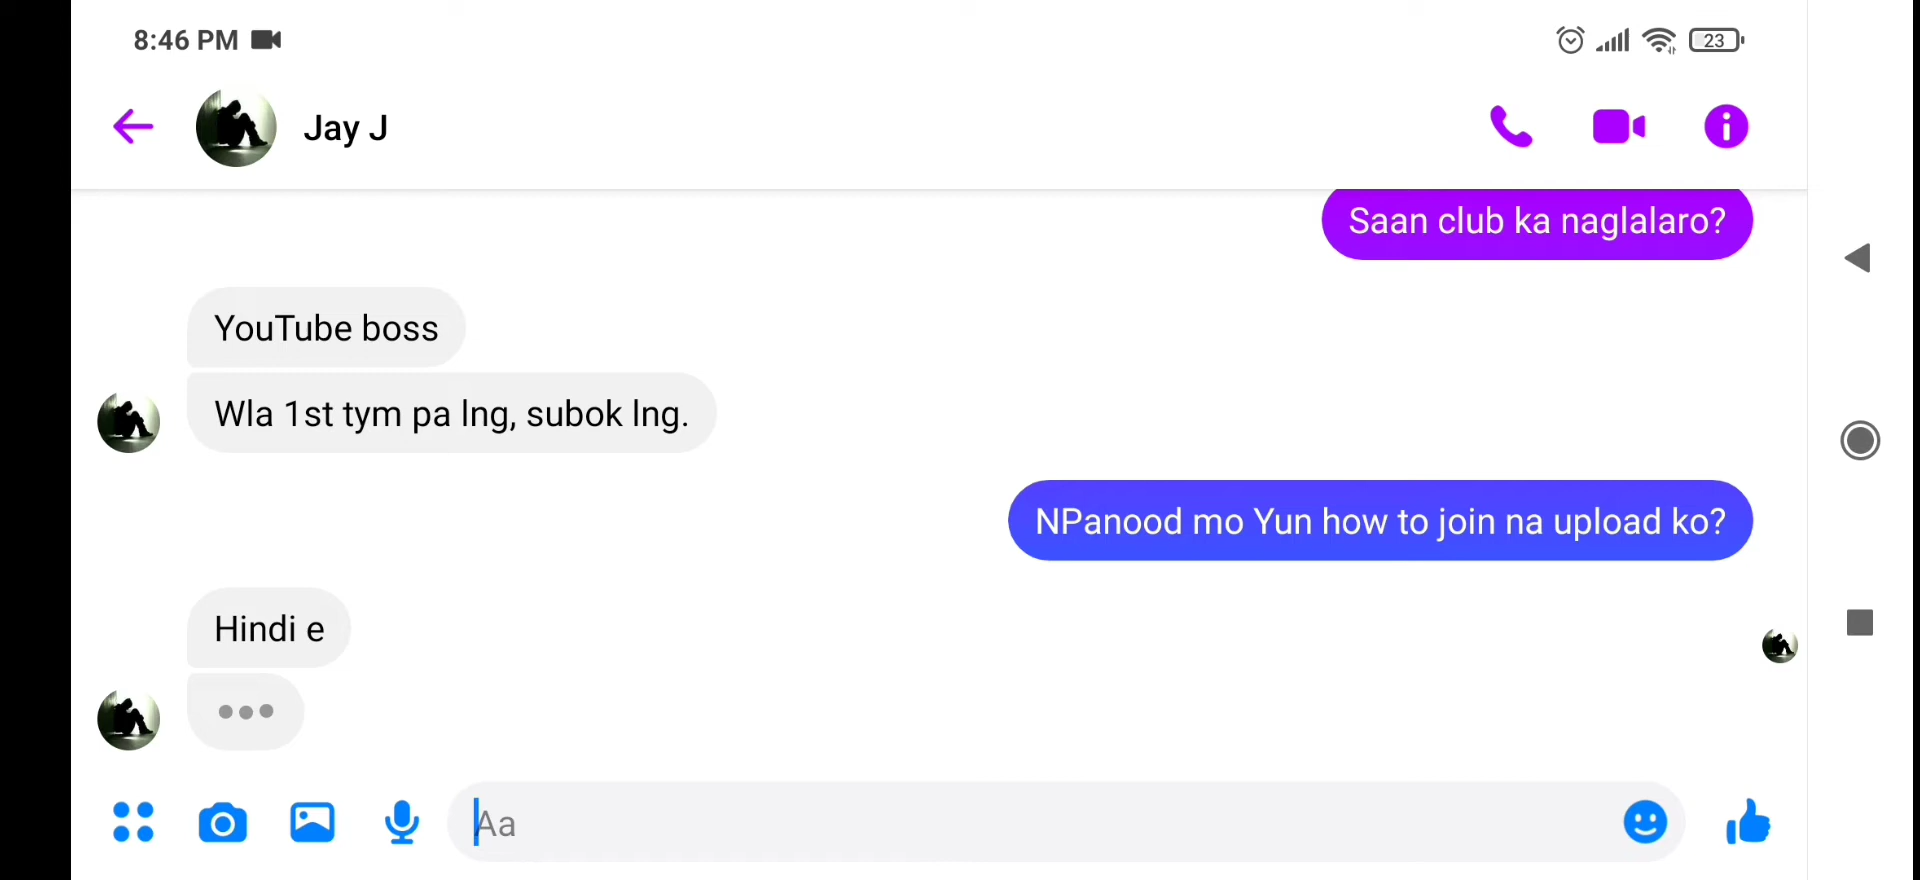 8:46 PM
23
Jay J
Saan club ka naglalaro?
YouTube boss
Wla 1st tym pa lng, subok lng.
NPanood mo Yun how to join na upload ko?
Hindi e
Aa